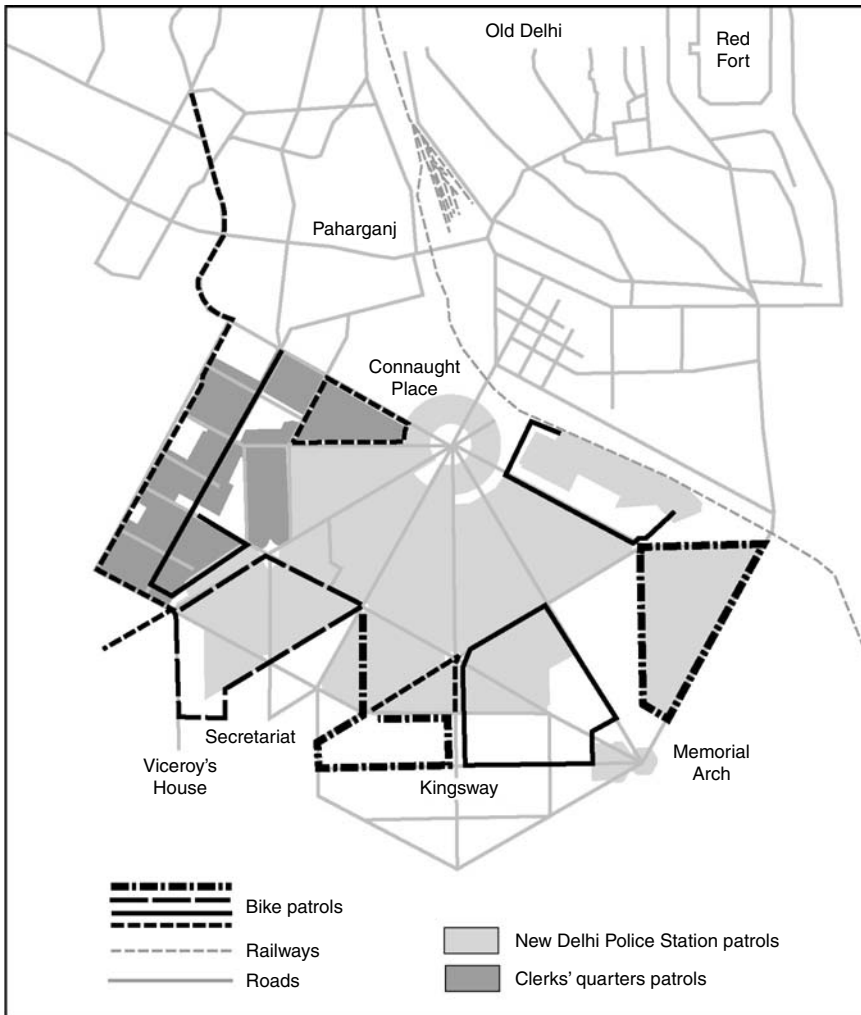 Old Delhi
Red
Fort
Paharganj
Connaught
Place
Secretariat
Viceroy's
House
Kingsway
Memorial
Arch
Bike patrols
Railways
Roads
New Delhi Police Station patrols
Clerks' quarters patrols